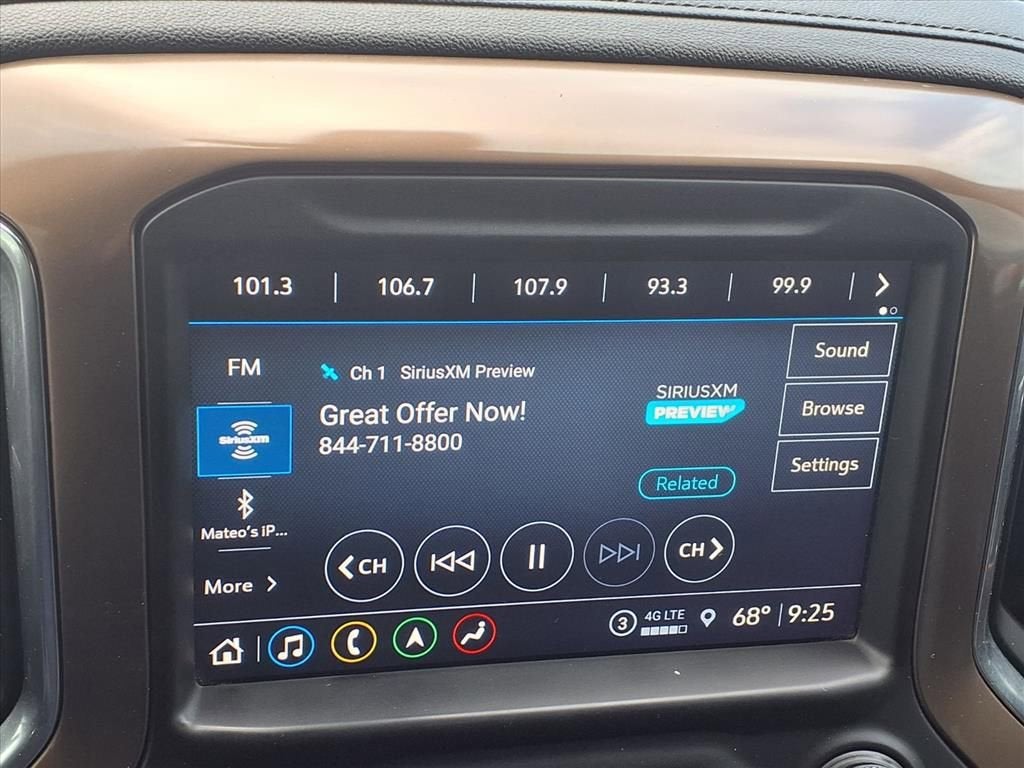 101.3 106.7 107.9 93.3 99.9
FM
Ch 1 SiriusXM Preview
Great Offer Now!
844-711-8800
SIRIUSXM
PREVIEW
Related
Sound
Browse
Settings
SiriusXM
Mateo's iP...
More
CH
CH
3 4G LTE 68° 9:25